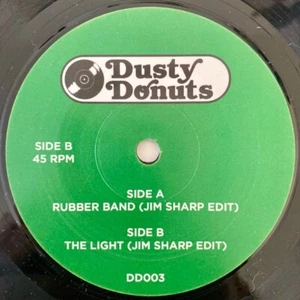 Dusty
Donuts
SIDE B
45 RPM
SIDE A
RUBBER BAND (JIM SHARP EDIT)
SIDE B
THE LIGHT (JIM SHARP EDIT)
DD003